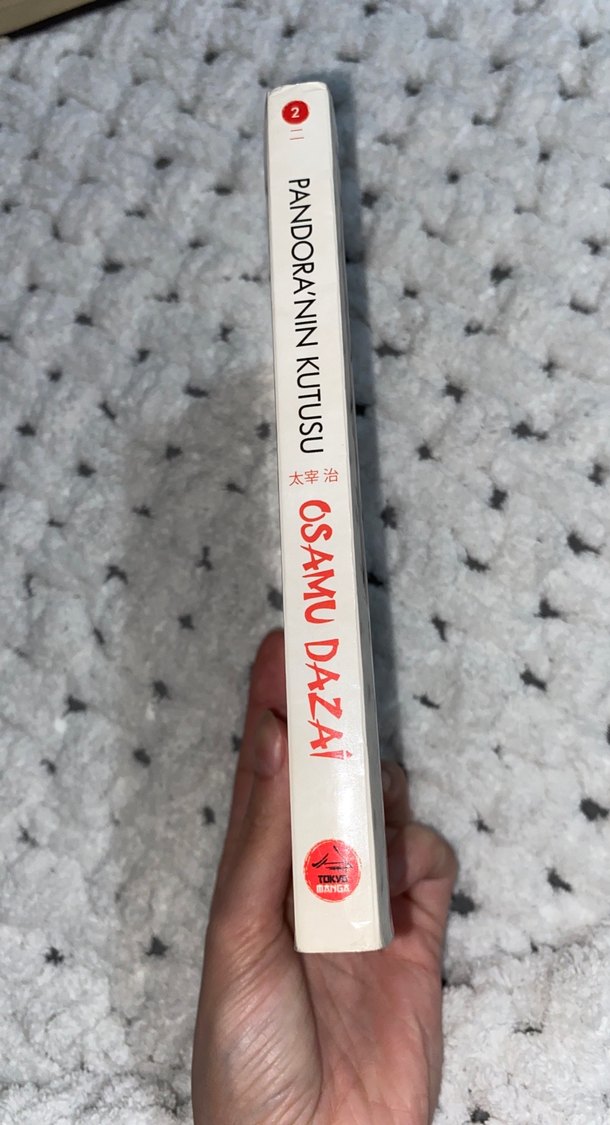 2
二
PANDORA'NIN KUTUSU
太宰 治
OSAMU DAZAİ
TOKYO
MANGA